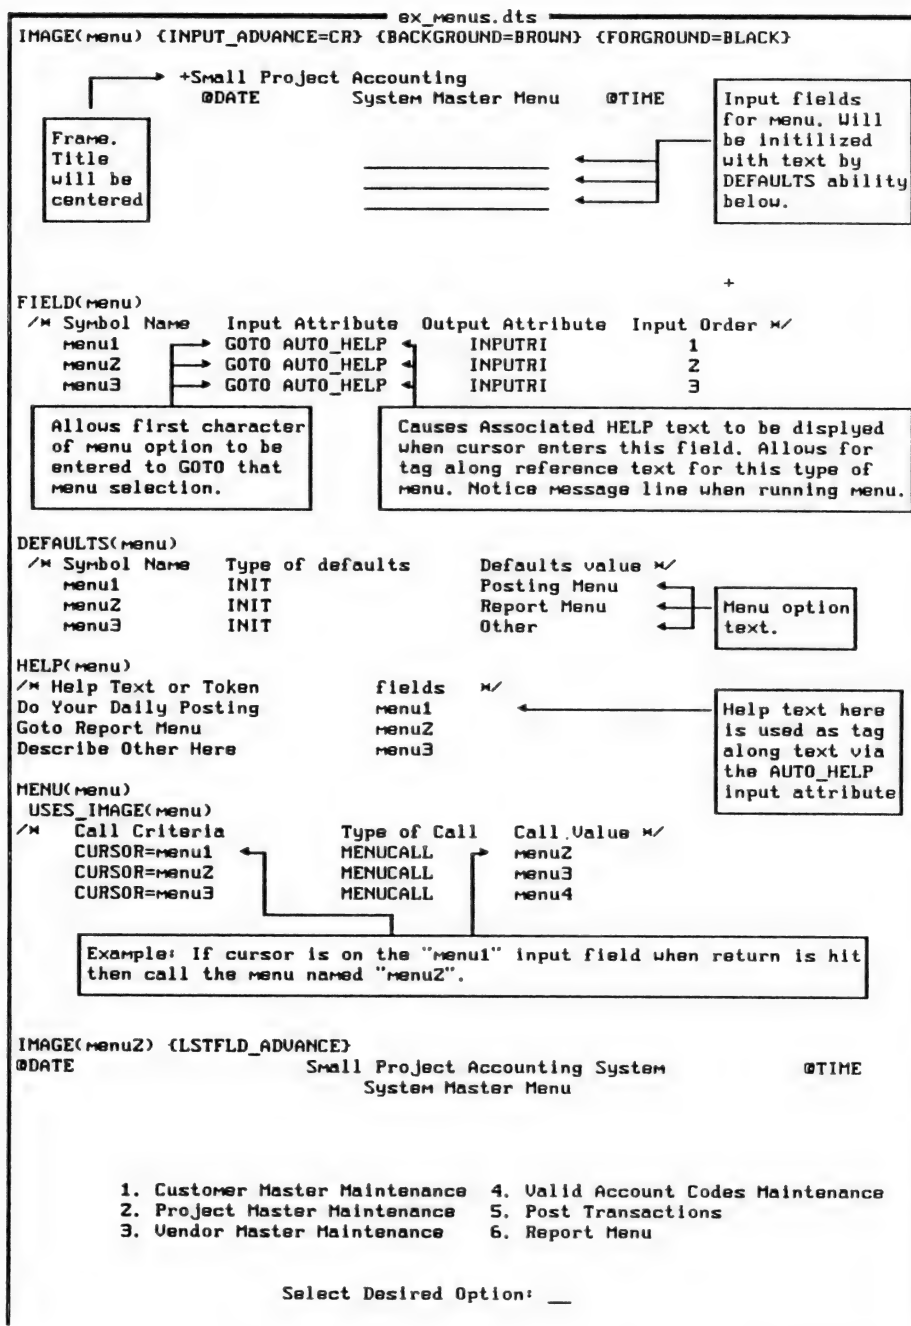 ex_menus.dts
IMAGE(menu) {INPUT_ADVANCE=CR} {BACKGROUND=BROWN} {FORGROUND=BLACK}
+Small Project Accounting
@DATE System Master Menu @TIME
Frame.
Title
will be
centered
Input fields
for menu. Will
be initilized
with text by
DEFAULTS ability
below.
+
FIELD(menu)
/* Symbol Name Input Attribute Output Attribute Input Order */
menu1 GOTO AUTO_HELP INPUTRI 1
menu2 GOTO AUTO_HELP INPUTRI 2
menu3 GOTO AUTO_HELP INPUTRI 3
Allows first character
of menu option to be
entered to GOTO that
menu selection.
Causes Associated HELP text to be displyed
when cursor enters this field. Allows for
tag along reference text for this type of
menu. Notice message line when running menu.
DEFAULTS(menu)
/* Symbol Name Type of defaults Defaults value */
menu1 INIT Posting Menu
menu2 INIT Report Menu
menu3 INIT Other
Menu option
text.
HELP(menu)
/* Help Text or Token fields */
Do Your Daily Posting menu1
Goto Report Menu menu2
Describe Other Here menu3
Help text here
is used as tag
along text via
the AUTO_HELP
input attribute
MENU(menu)
USES_IMAGE(menu)
/* Call Criteria Type of Call Call Value */
CURSOR=menu1 MENUCALL menu2
CURSOR=menu2 MENUCALL menu3
CURSOR=menu3 MENUCALL menu4
Example: If cursor is on the "menu1" input field when return is hit
then call the menu named "menu2".
IMAGE(menu2) {LSTFLD_ADVANCE}
@DATE Small Project Accounting System @TIME
System Master Menu
1. Customer Master Maintenance 4. Valid Account Codes Maintenance
2. Project Master Maintenance 5. Post Transactions
3. Vendor Master Maintenance 6. Report Menu
Select Desired Option: __